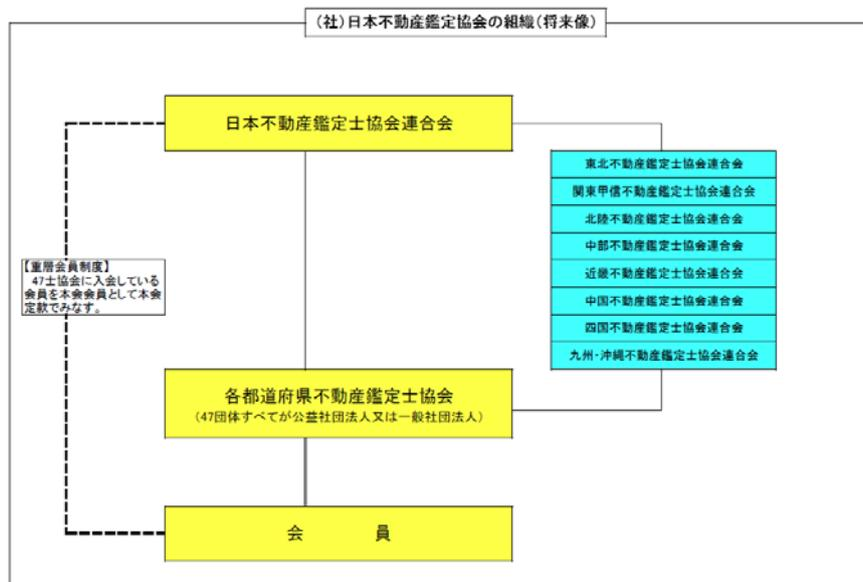 (社)日本不動産鑑定協会の組織(将来像)
日本不動産鑑定士協会連合会
東北不動産鑑定士協会連合会
関東甲信不動産鑑定士協会連合会
北陸不動産鑑定士協会連合会
中部不動産鑑定士協会連合会
近畿不動産鑑定士協会連合会
中国不動産鑑定士協会連合会
四国不動産鑑定士協会連合会
九州・沖縄不動産鑑定士協会連合会
【重層会員制度】
47士協会に入会している
会員を本会会員として本会
定款でみなす。
各都道府県不動産鑑定士協会
(47団体すべてが公益社団法人又は一般社団法人)
会員